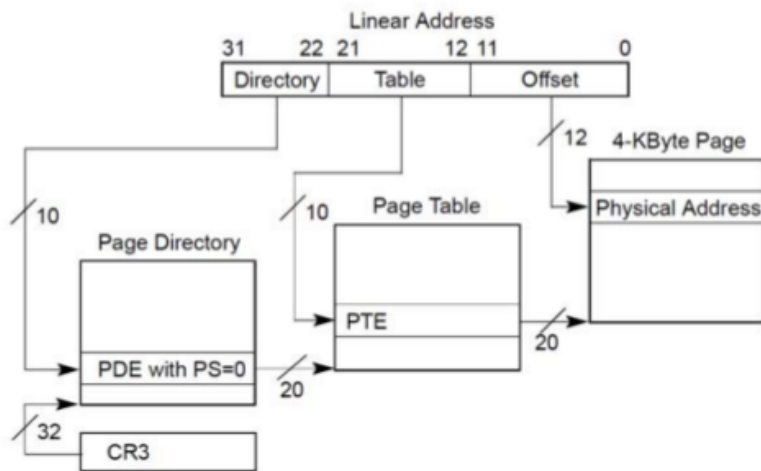 Linear Address
31 22 21 12 11 0
Directory Table Offset
12 4-KByte Page
10 10 Page Table Physical Address
Page Directory
PTE
20
PDE with PS=0
20
32
CR3